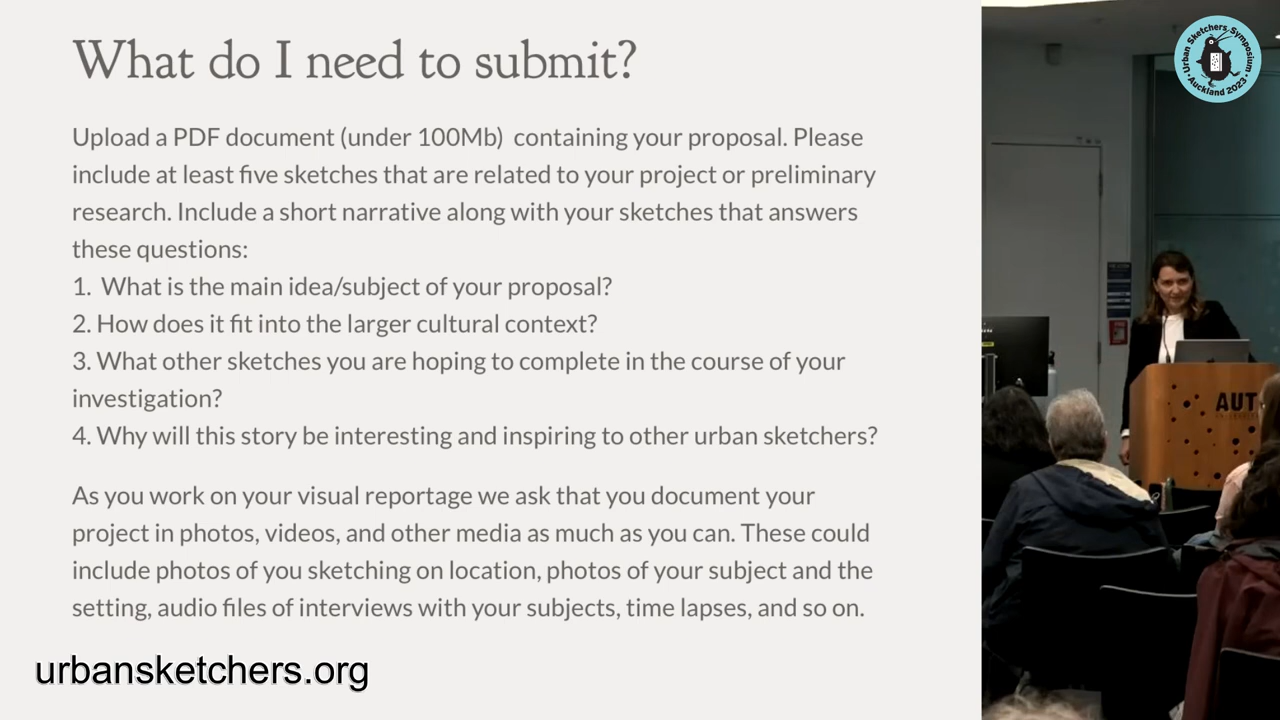 What do I need to submit?
Upload a PDF document (under 100Mb)  containing your proposal. Please
include at least five sketches that are related to your project or preliminary
research. Include a short narrative along with your sketches that answers
these questions:
1.  What is the main idea/subject of your proposal?
2. How does it fit into the larger cultural context?
3. What other sketches you are hoping to complete in the course of your
investigation?
4. Why will this story be interesting and inspiring to other urban sketchers?
As you work on your visual reportage we ask that you document your
project in photos, videos, and other media as much as you can. These could
include photos of you sketching on location, photos of your subject and the
setting, audio files of interviews with your subjects, time lapses, and so on.
urbansketchers.org
Urban Sketchers Symposium
Auckland 2023
AUT